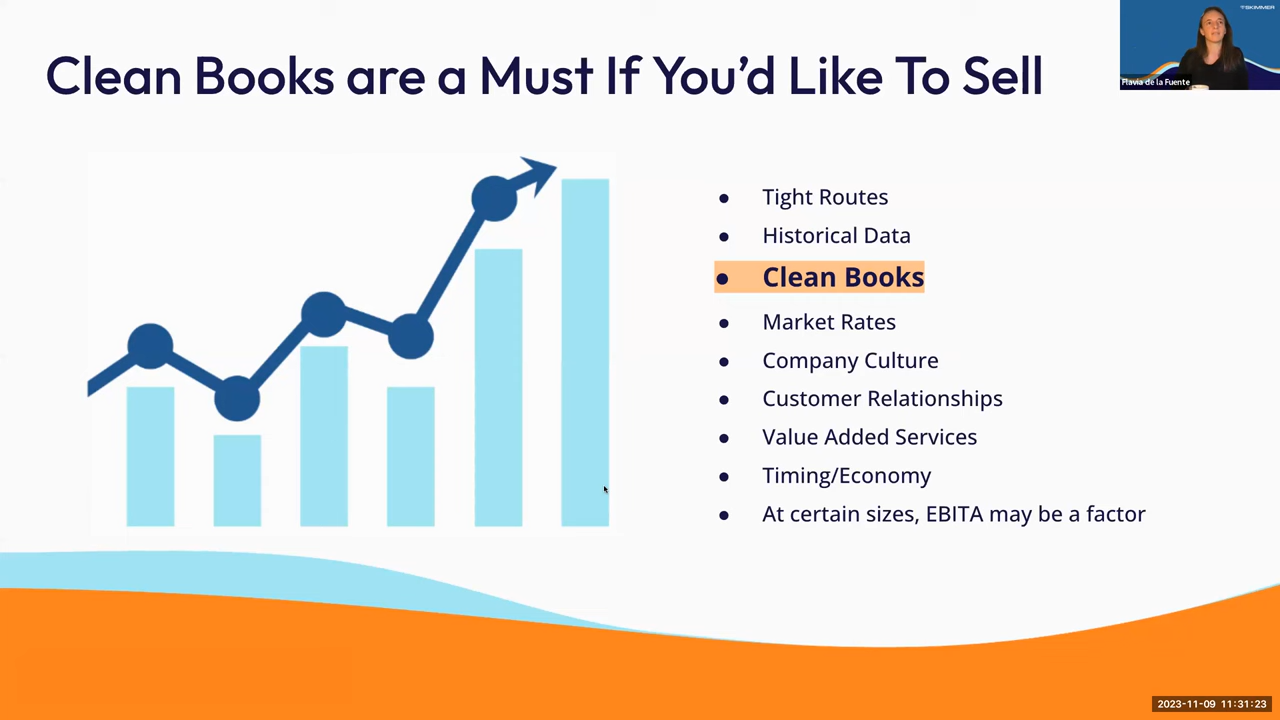 SKIMMER
Clean Books are a Must If You’d Like To Sell
Flavia de la Fuente
● Tight Routes
● Historical Data
● Clean Books
● Market Rates
● Company Culture
● Customer Relationships
● Value Added Services
● Timing/Economy
● At certain sizes, EBITA may be a factor
2023-11-09 11:31:23